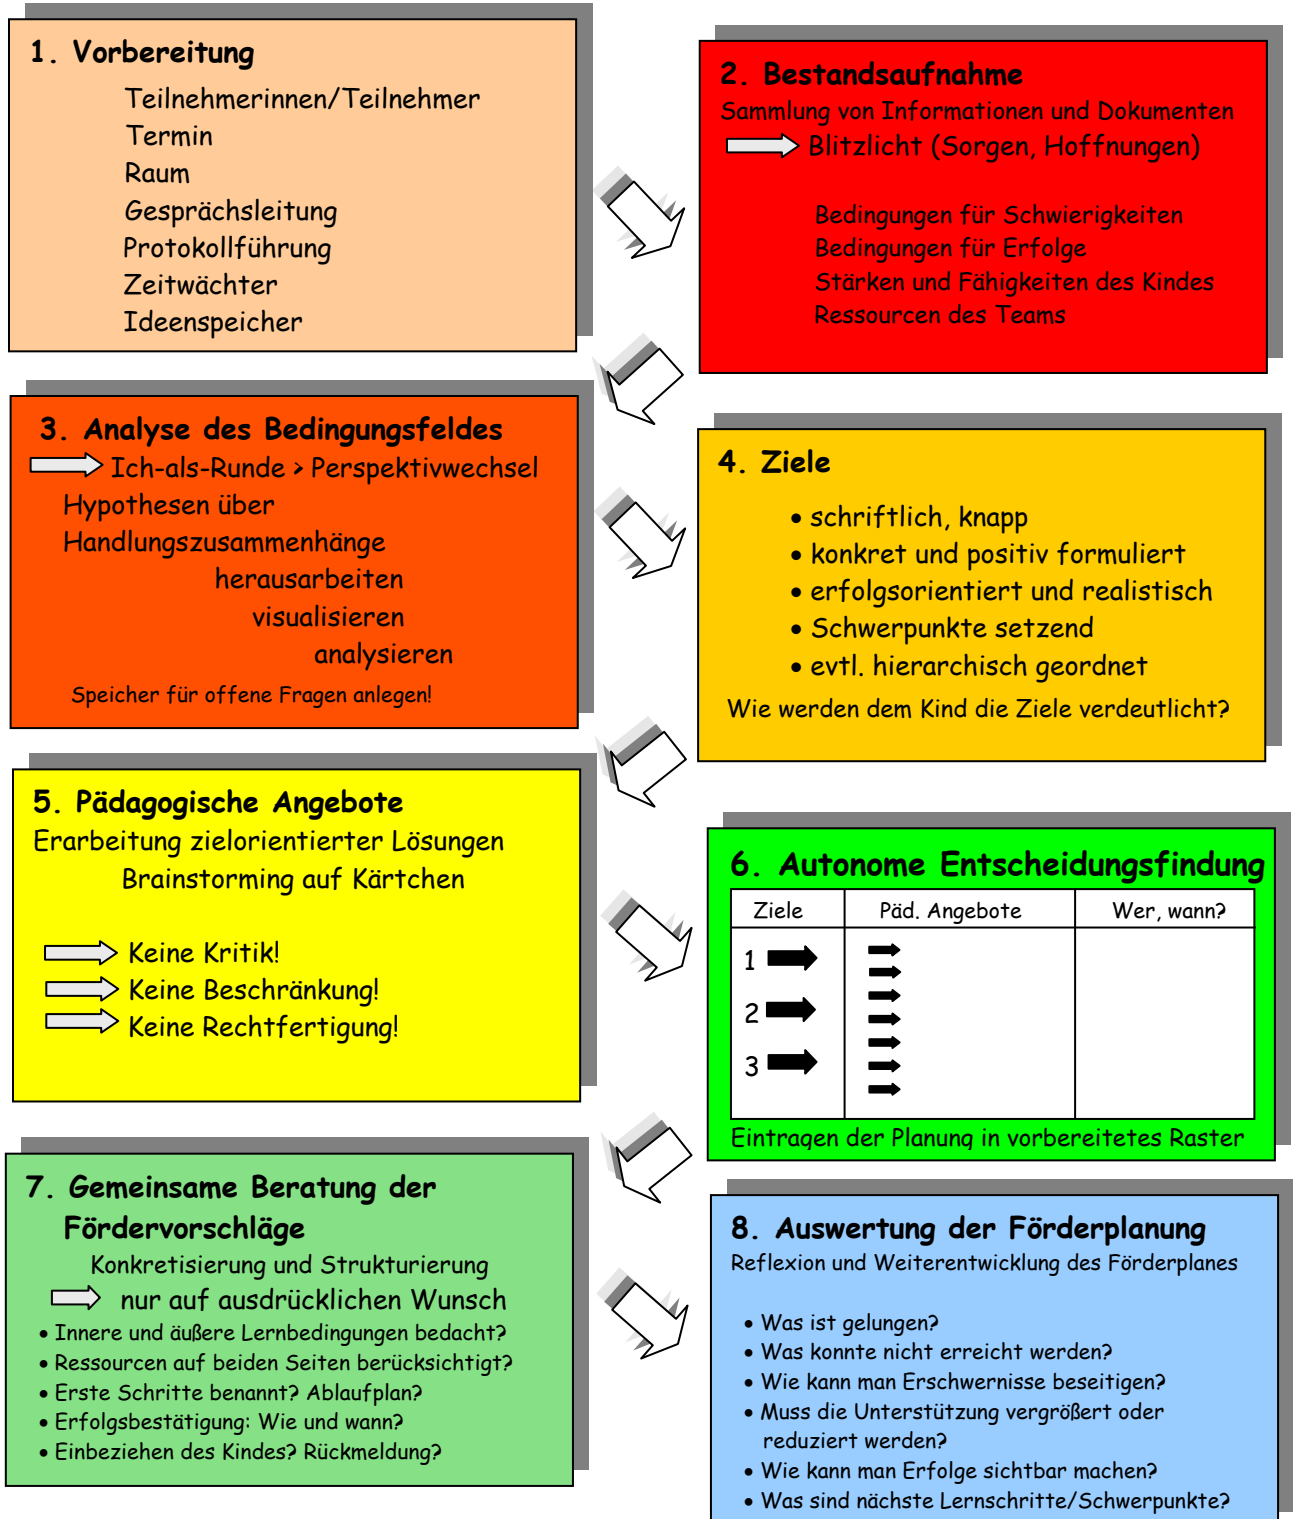 1. Vorbereitung
Teilnehmerinnen/Teilnehmer
Termin
Raum
Gesprächsleitung
Protokollführung
Zeitwächter
Ideenspeicher
2. Bestandsaufnahme
Sammlung von Informationen und Dokumenten
Blitzlicht (Sorgen, Hoffnungen)
Bedingungen für Schwierigkeiten
Bedingungen für Erfolge
Stärken und Fähigkeiten des Kindes
Ressourcen des Teams
3. Analyse des Bedingungsfeldes
Ich-als-Runde > Perspektivwechsel
Hypothesen über
Handlungszusammenhänge
herausarbeiten
visualisieren
analysieren
Speicher für offene Fragen anlegen!
4. Ziele
• schriftlich, knapp
• konkret und positiv formuliert
• erfolgsorientiert und realistisch
• Schwerpunkte setzend
• evtl. hierarchisch geordnet
Wie werden dem Kind die Ziele verdeutlicht?
5. Pädagogische Angebote
Erarbeitung zielorientierter Lösungen
Brainstorming auf Kärtchen
Keine Kritik!
Keine Beschränkung!
Keine Rechtfertigung!
6. Autonome Entscheidungsfindung
Ziele Päd. Angebote Wer, wann?
1
2
3
Eintragen der Planung in vorbereitetes Raster
7. Gemeinsame Beratung der
Fördervorschläge
Konkretisierung und Strukturierung
nur auf ausdrücklichen Wunsch
• Innere und äußere Lernbedingungen bedacht?
• Ressourcen auf beiden Seiten berücksichtigt?
• Erste Schritte benannt? Ablaufplan?
• Erfolgsbestätigung: Wie und wann?
• Einbeziehen des Kindes? Rückmeldung?
8. Auswertung der Förderplanung
Reflexion und Weiterentwicklung des Förderplanes
• Was ist gelungen?
• Was konnte nicht erreicht werden?
• Wie kann man Erschwernisse beseitigen?
• Muss die Unterstützung vergrößert oder
reduziert werden?
• Wie kann man Erfolge sichtbar machen?
• Was sind nächste Lernschritte/Schwerpunkte?